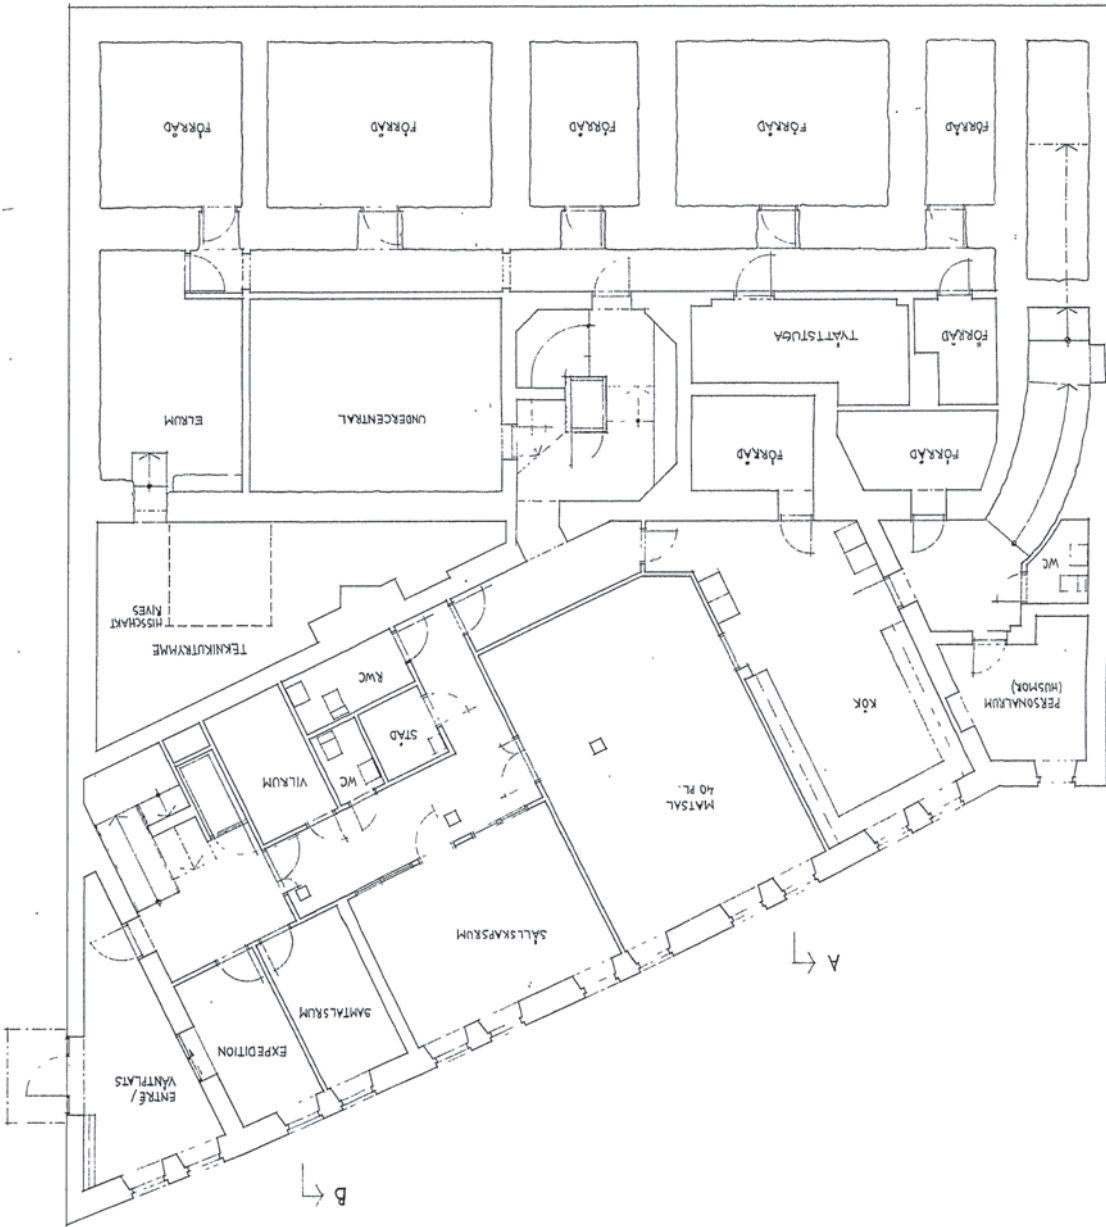 B
ENTRÉ/
VÄNTPLATS
EXPEDITION
SAMTALSRUM
A
SÄLLSKAPSRUM
MATSAL
40 PL.
VILRUM
WC
STÄD
KÖK
PERSONALRUM
(HUSMOR)
RWC
TEKNIKUTRYMME
HISSCHAKT
RIVES
WC
FÖRRÅD
FÖRRÅD
UNDERCENTRAL
ELRUM
FÖRRÅD
TVÄTTSTUGA
FÖRRÅD
FÖRRÅD
FÖRRÅD
FÖRRÅD
FÖRRÅD